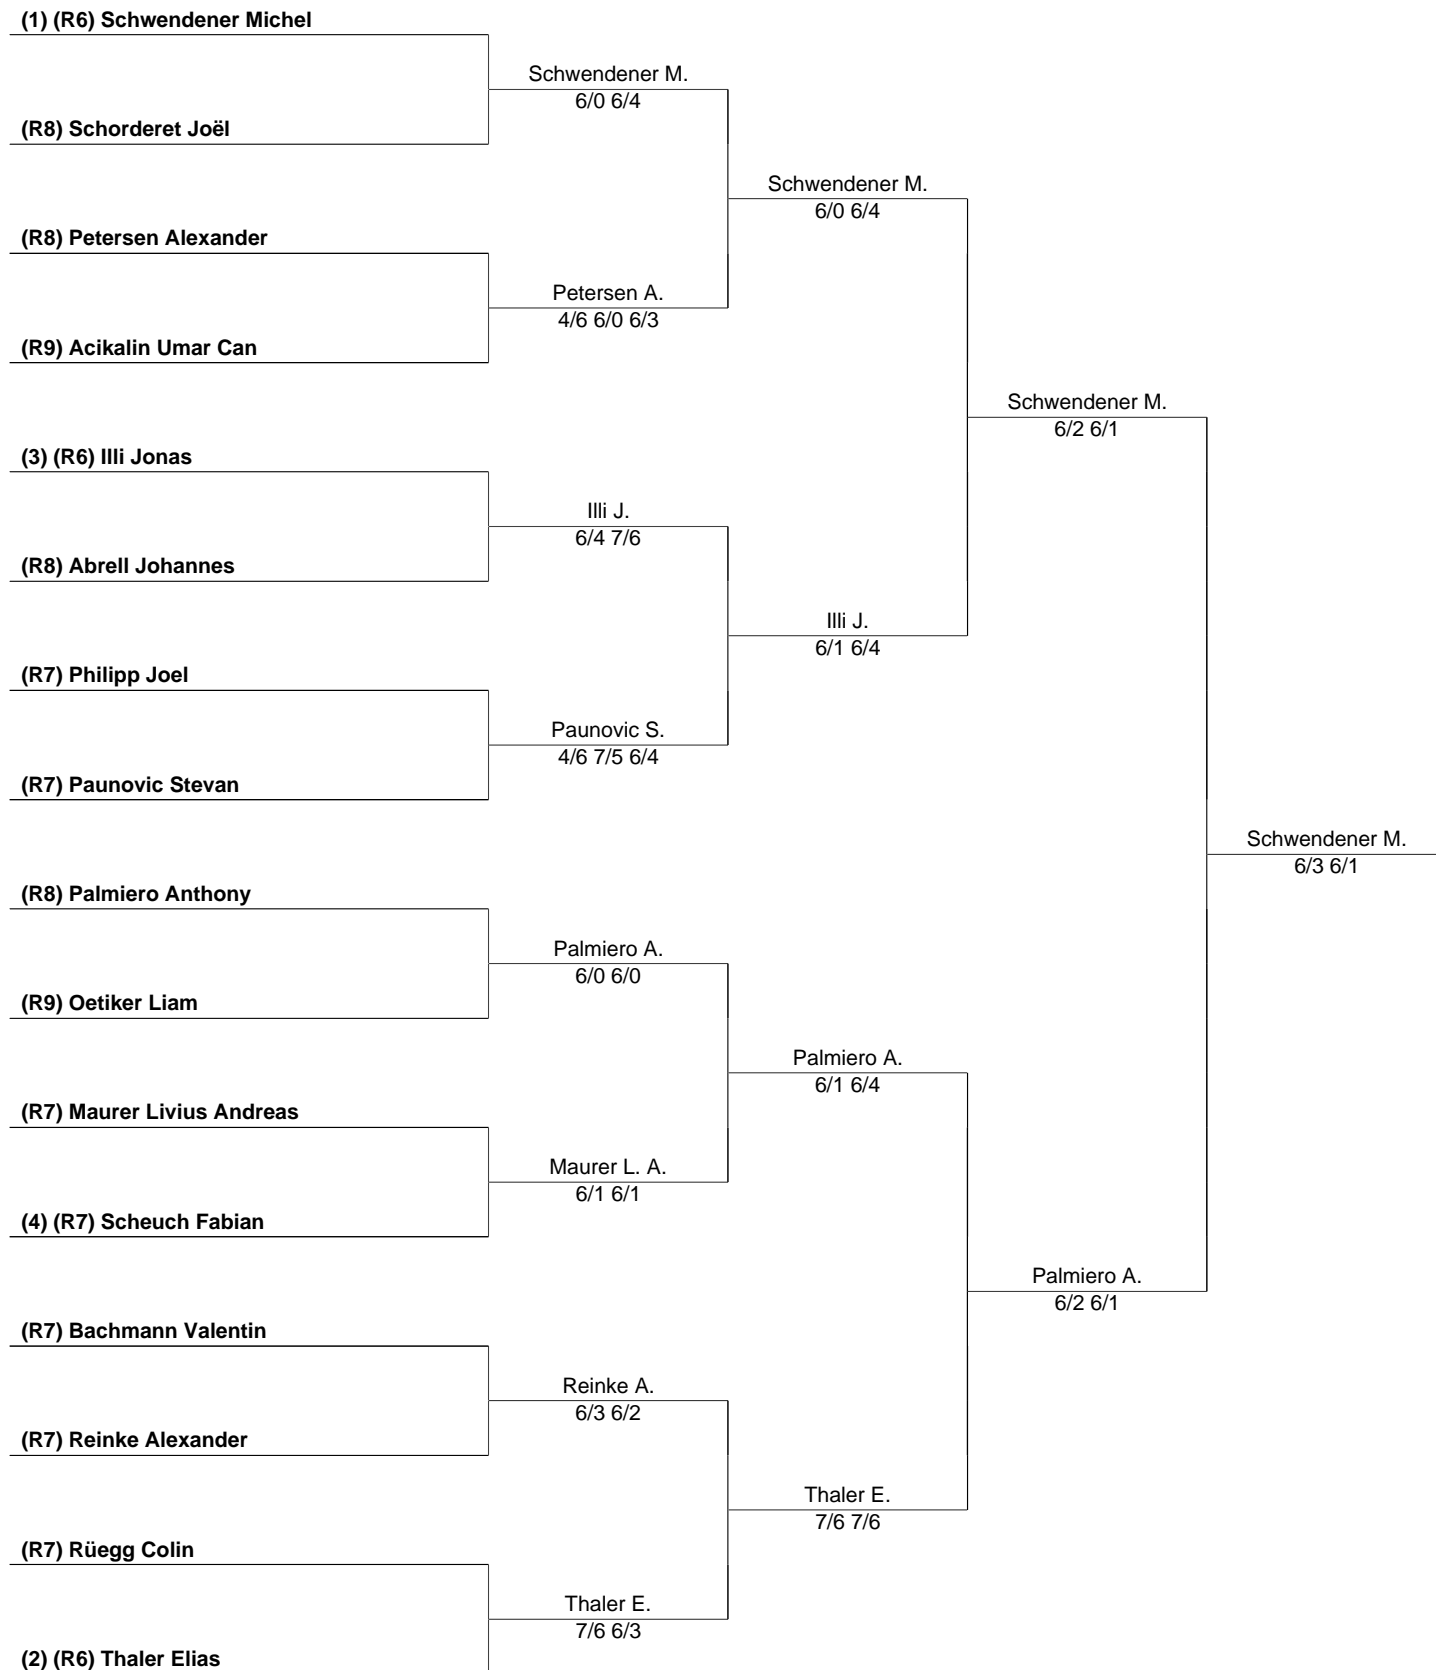 (1) (R6) Schwendener Michel
Schwendener M.
6/0 6/4
(R8) Schorderet Joël
Schwendener M.
6/0 6/4
(R8) Petersen Alexander
Petersen A.
4/6 6/0 6/3
(R9) Acikalin Umar Can
Schwendener M.
6/2 6/1
(3) (R6) Illi Jonas
Illi J.
6/4 7/6
(R8) Abrell Johannes
Illi J.
6/1 6/4
(R7) Philipp Joel
Paunovic S.
4/6 7/5 6/4
(R7) Paunovic Stevan
Schwendener M.
6/3 6/1
(R8) Palmiero Anthony
Palmiero A.
6/0 6/0
(R9) Oetiker Liam
Palmiero A.
6/1 6/4
(R7) Maurer Livius Andreas
Maurer L. A.
6/1 6/1
(4) (R7) Scheuch Fabian
Palmiero A.
6/2 6/1
(R7) Bachmann Valentin
Reinke A.
6/3 6/2
(R7) Reinke Alexander
Thaler E.
7/6 7/6
(R7) Rüegg Colin
Thaler E.
7/6 6/3
(2) (R6) Thaler Elias